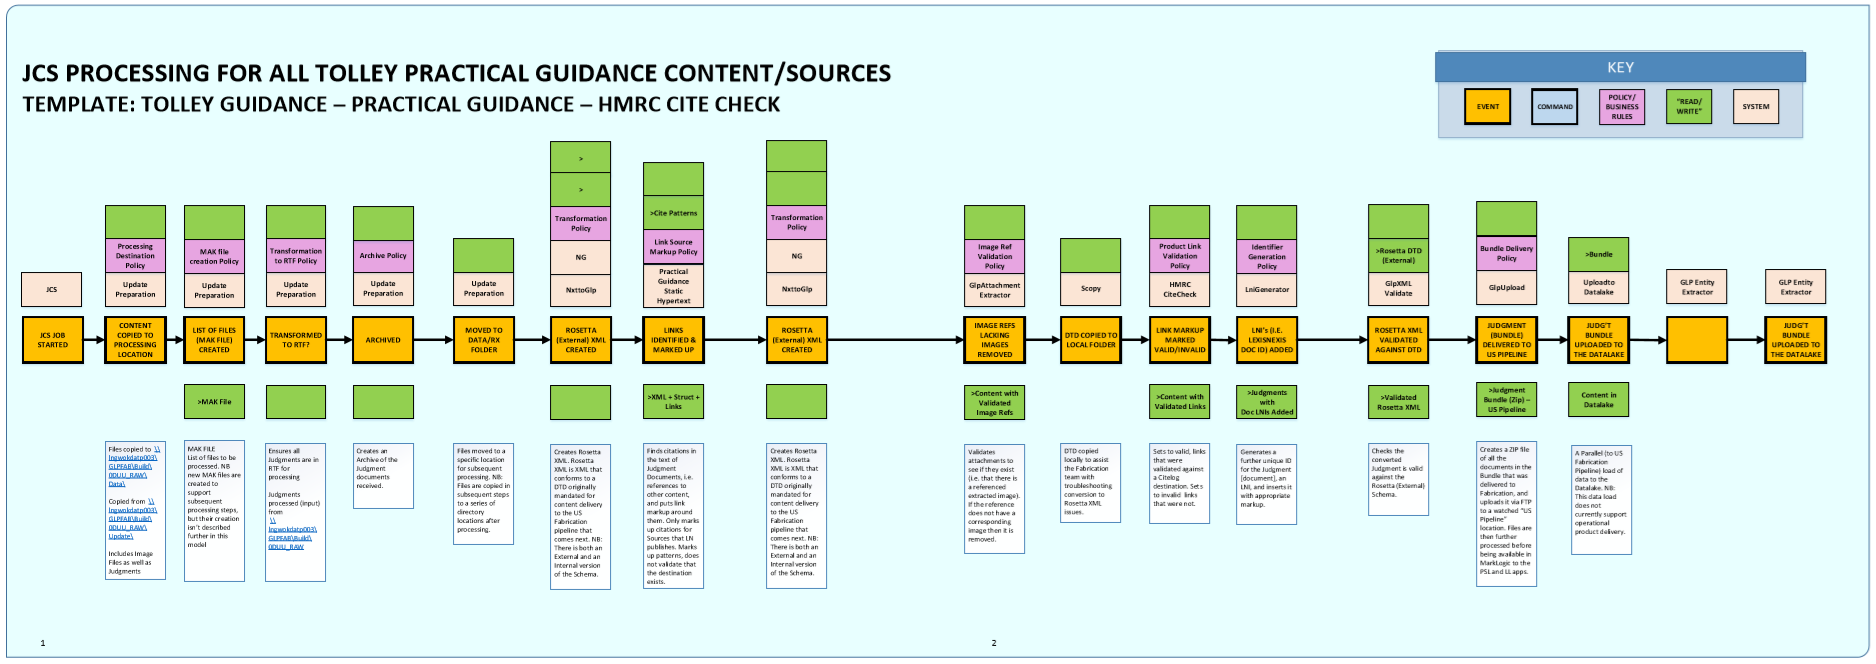 JCS PROCESSING FOR ALL TOLLEY PRACTICAL GUIDANCE CONTENT/SOURCES
TEMPLATE: TOLLEY GUIDANCE – PRACTICAL GUIDANCE – HMRC CITE CHECK
KEY
EVENT
COMMAND
POLICY/
BUSINESS
RULES
"READ/
WRITE"
SYSTEM
JCS
JCS JOB
STARTED
Processing
Destination
Policy
Update
Preparation
CONTENT
COPIED TO
PROCESSING
LOCATION
Files copied to \\
lngwokdatp003\
GLPFAB\Build\
0DUU_RAW\
Data\
Copied from \\
lngwokdatp003\
GLPFAB\Build\
0DUU_RAW\
Update\
Includes Image
Files as well as
Judgments
MAK file
creation Policy
Update
Preparation
LIST OF FILES
(MAK FILE)
CREATED
>MAK File
MAK FILE
List of files to be
processed. NB
new MAK files are
created to
support
subsequent
processing steps,
but their creation
isn't described
further in this
model
Transformation
to RTF Policy
Update
Preparation
TRANSFORMED
TO RTF?
Ensures all
Judgments are in
RTF for
processing
Judgments
processed (input)
from
\\
lngwokdatp003\
GLPFAB\Build\
0DUU_RAW
Archive Policy
Update
Preparation
ARCHIVED
Creates an
Archive of the
Judgment
documents
received.
Update
Preparation
MOVED TO
DATA/RX
FOLDER
Files moved to a
specific location
for subsequent
processing. NB:
Files are copied in
subsequent steps
to a series of
directory
locations after
processing.
>
>
Transformation
Policy
NG
NxttoGlp
ROSETTA
(External) XML
CREATED
Creates Rosetta
XML. Rosetta
XML is XML that
conforms to a
DTD originally
mandated for
content delivery
to the US
Fabrication
pipeline that
comes next. NB:
There is both an
External and an
Internal version
of the Schema.
>Cite Patterns
Link Source
Markup Policy
Practical
Guidance
Static
Hypertext
LINKS
IDENTIFIED &
MARKED UP
>XML + Struct +
Links
Finds citations in
the text of
Judgment
Documents, i.e.
references to
other content,
and puts link
markup around
them. Only marks
up citations for
Sources that LN
publishes. Marks
up patterns, does
not validate that
the destination
exists.
Transformation
Policy
NG
NxttoGlp
ROSETTA
(External) XML
CREATED
Creates Rosetta
XML. Rosetta
XML is XML that
conforms to a
DTD originally
mandated for
content delivery
to the US
Fabrication
pipeline that
comes next. NB:
There is both an
External and an
Internal version
of the Schema.
Image Ref
Validation
Policy
GlpAttachment
Extractor
IMAGE REFS
LACKING
IMAGES
REMOVED
>Content with
Validated
Image Refs
Validates
attachments to
see if they exist
(i.e. that there is
a referenced
extracted image).
If the reference
does not have a
corresponding
image then it is
removed.
Scopy
DTD COPIED TO
LOCAL FOLDER
DTD copied
locally to assist
the Fabrication
team with
troubleshooting
conversion to
Rosetta XML
issues.
Product Link
Validation
Policy
HMRC
CiteCheck
LINK MARKUP
MARKED
VALID/INVALID
>Content with
Validated Links
Sets to valid, links
that were
validated against
a Citelog
destination. Sets
to invalid links
that were not.
Identifier
Generation
Policy
LniGenerator
LNI's (I.E.
LEXISNEXIS
DOC ID) ADDED
>Judgments
with
Doc LNIs Added
Generates a
further unique ID
for the Judgment
[document], an
LNI, and inserts it
with appropriate
markup.
>Rosetta DTD
(External)
GlpXML
Validate
ROSETTA XML
VALIDATED
AGAINST DTD
>Validated
Rosetta XML
Checks the
converted
Judgment is valid
against the
Rosetta (External)
Schema.
Bundle Delivery
Policy
GlpUpload
JUDGMENT
(BUNDLE)
DELIVERED TO
US PIPELINE
>Judgment
Bundle (Zip) –
US Pipeline
Creates a ZIP file
of all the
documents in the
Bundle that was
delivered to
Fabrication, and
uploads it via FTP
to a watched "US
Pipeline"
location. Files are
then further
processed before
being available in
MarkLogic to the
PSL and LL apps.
>Bundle
Uploadto
Datalake
JUDG'T
BUNDLE
UPLOADED TO
THE DATALAKE
Content in
Datalake
A Parallel (to US
Fabrication
Pipeline) load of
data to the
Datalake. NB:
This data load
does not
currently support
operational
product delivery.
GLP Entity
Extractor
GLP Entity
Extractor
JUDG'T
BUNDLE
UPLOADED TO
THE DATALAKE
1
2